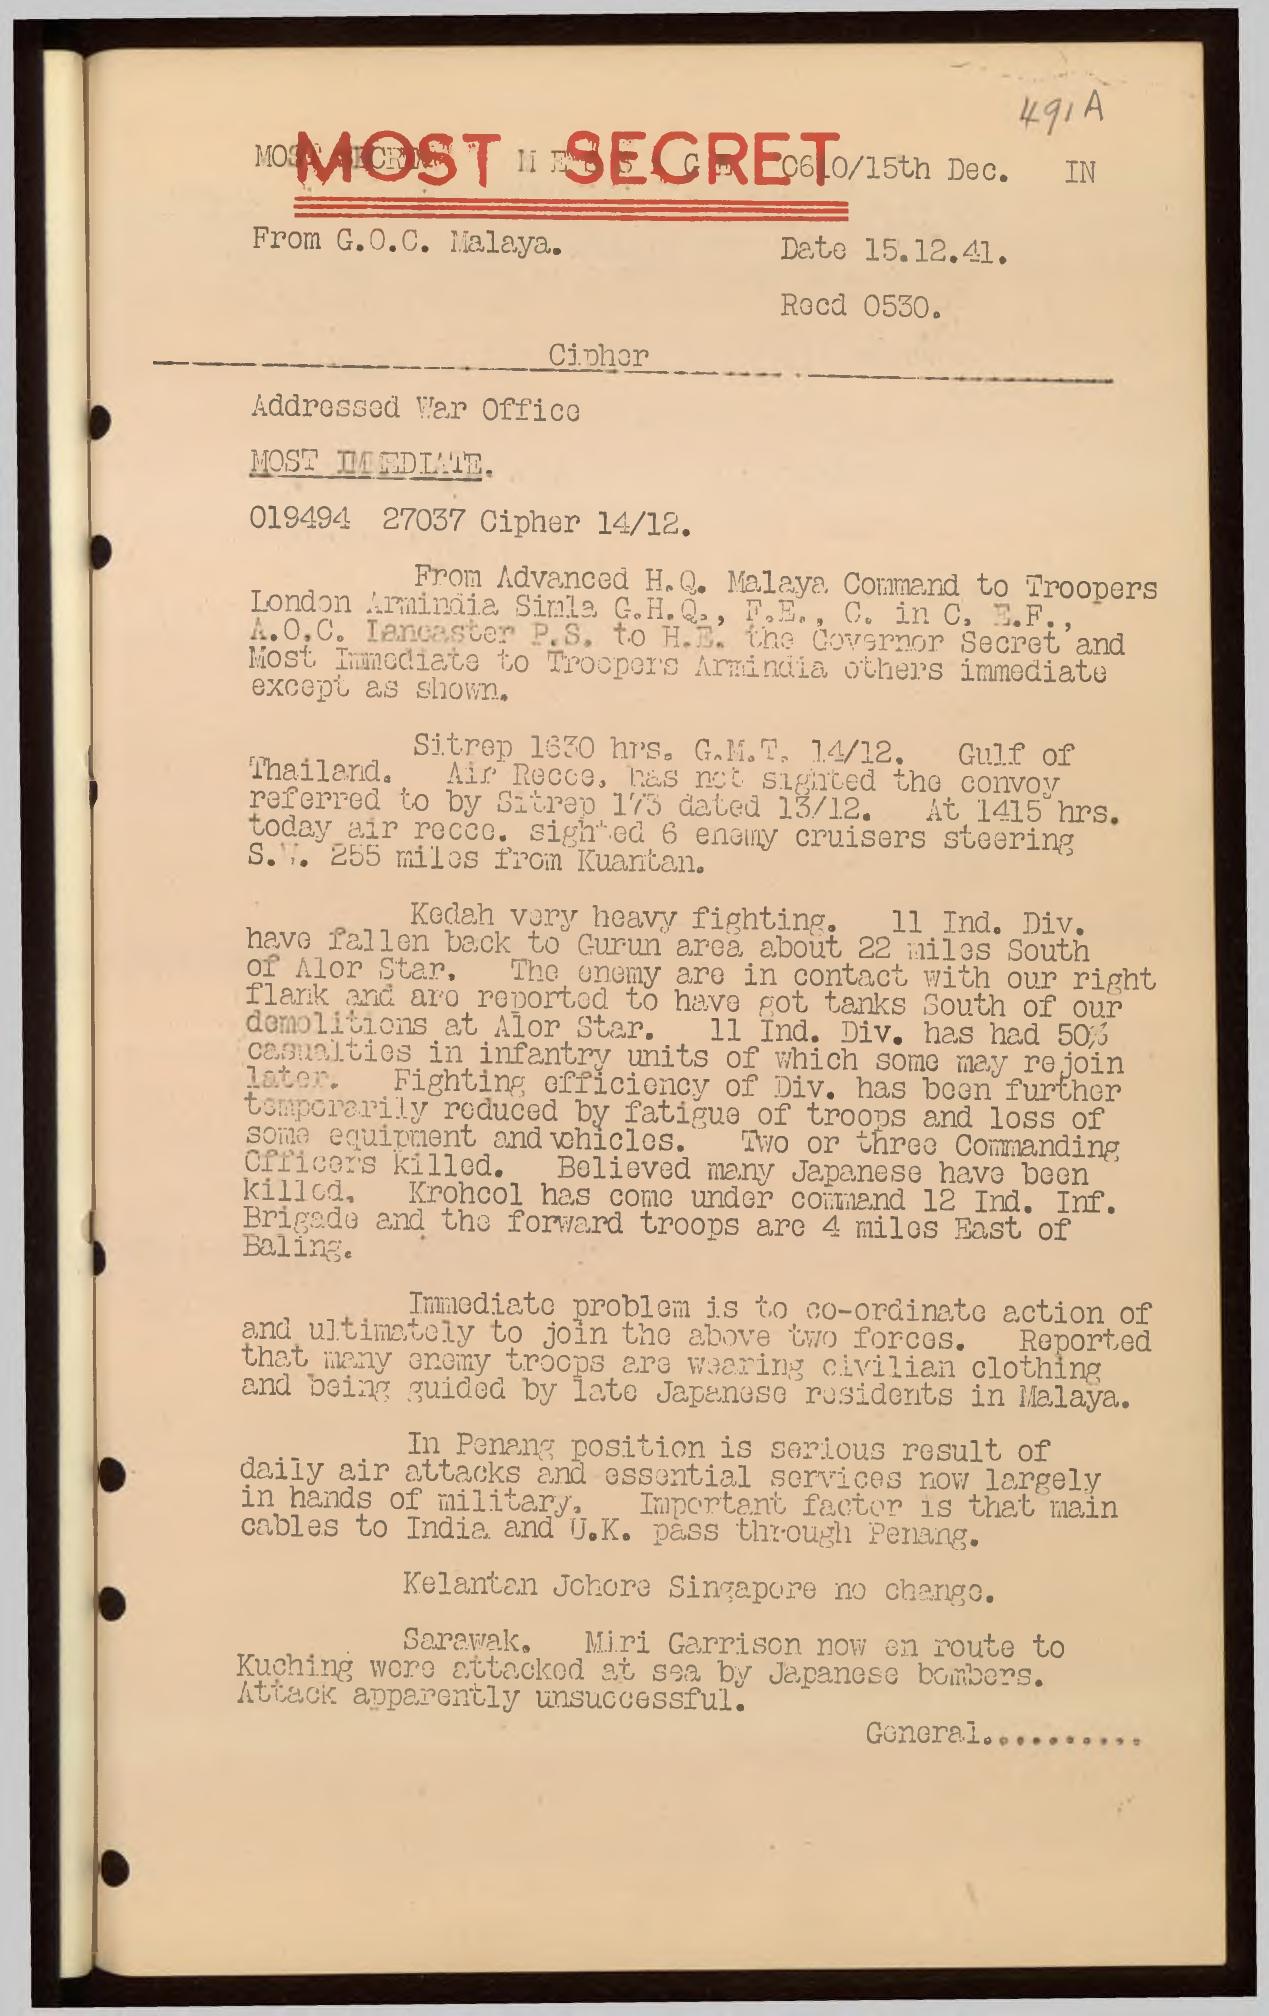 491A
MOST SECRET
MOST SECRET MESSAGE 0610/15th Dec. IN
From G.O.C. Malaya. Date 15.12.41.
Recd 0530.
Cipher
Addressed War Office
MOST IMMEDIATE.
019494 27037 Cipher 14/12.
From Advanced H.Q. Malaya Command to Troopers
London Armindia Simla G.H.Q., F.E., C. in C. E.F.,
A.O.C. Lancaster P.S. to H.E. the Governor Secret and
Most Immediate to Troopers Armindia others immediate
except as shown.
Sitrep 1630 hrs. G.M.T. 14/12. Gulf of
Thailand. Air Recce, has not sighted the convoy
referred to by Sitrep 173 dated 13/12. At 1415 hrs.
today air recce. sighted 6 enemy cruisers steering
S.W. 255 miles from Kuantan.
Kedah very heavy fighting. 11 Ind. Div.
have fallen back to Gurun area about 22 miles South
of Alor Star. The enemy are in contact with our right
flank and are reported to have got tanks South of our
demolitions at Alor Star. 11 Ind. Div. has had 50%
casualties in infantry units of which some may rejoin
later. Fighting efficiency of Div. has been further
temporarily reduced by fatigue of troops and loss of
some equipment and vehicles. Two or three Commanding
Officers killed. Believed many Japanese have been
killed. Krohcol has come under command 12 Ind. Inf.
Brigade and the forward troops are 4 miles East of
Baling.
Immediate problem is to co-ordinate action of
and ultimately to join the above two forces. Reported
that many enemy troops are wearing civilian clothing
and being guided by late Japanese residents in Malaya.
In Penang position is serious result of
daily air attacks and essential services now largely
in hands of military. Important factor is that main
cables to India and U.K. pass through Penang.
Kelantan Johore Singapore no change.
Sarawak. Miri Garrison now en route to
Kuching were attacked at sea by Japanese bombers.
Attack apparently unsuccessful.
General...........